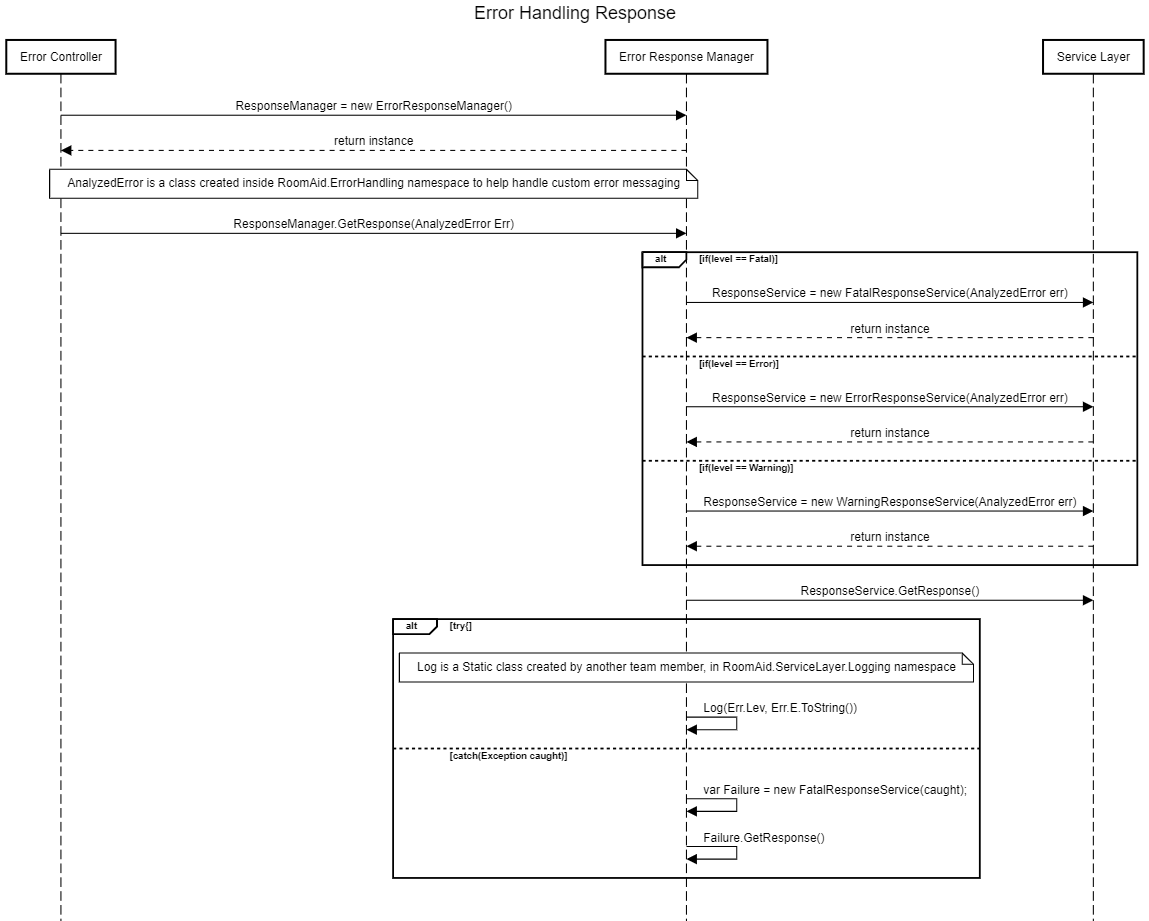 Error Handling Response
Error Controller
Error Response Manager
Service Layer
ResponseManager = new ErrorResponseManager()
return instance
AnalyzedError is a class created inside RoomAid.ErrorHandling namespace to help handle custom error messaging
ResponseManager.GetResponse(AnalyzedError Err)
alt
[if(level == Fatal)]
ResponseService = new FatalResponseService(AnalyzedError err)
return instance
[if(level == Error)]
ResponseService = new ErrorResponseService(AnalyzedError err)
return instance
[if(level == Warning)]
ResponseService = new WarningResponseService(AnalyzedError err)
return instance
ResponseService.GetResponse()
alt
[try{]
Log is a Static class created by another team member, in RoomAid.ServiceLayer.Logging namespace
Log(Err.Lev, Err.E.ToString())
[catch(Exception caught)]
var Failure = new FatalResponseService(caught);
Failure.GetResponse()